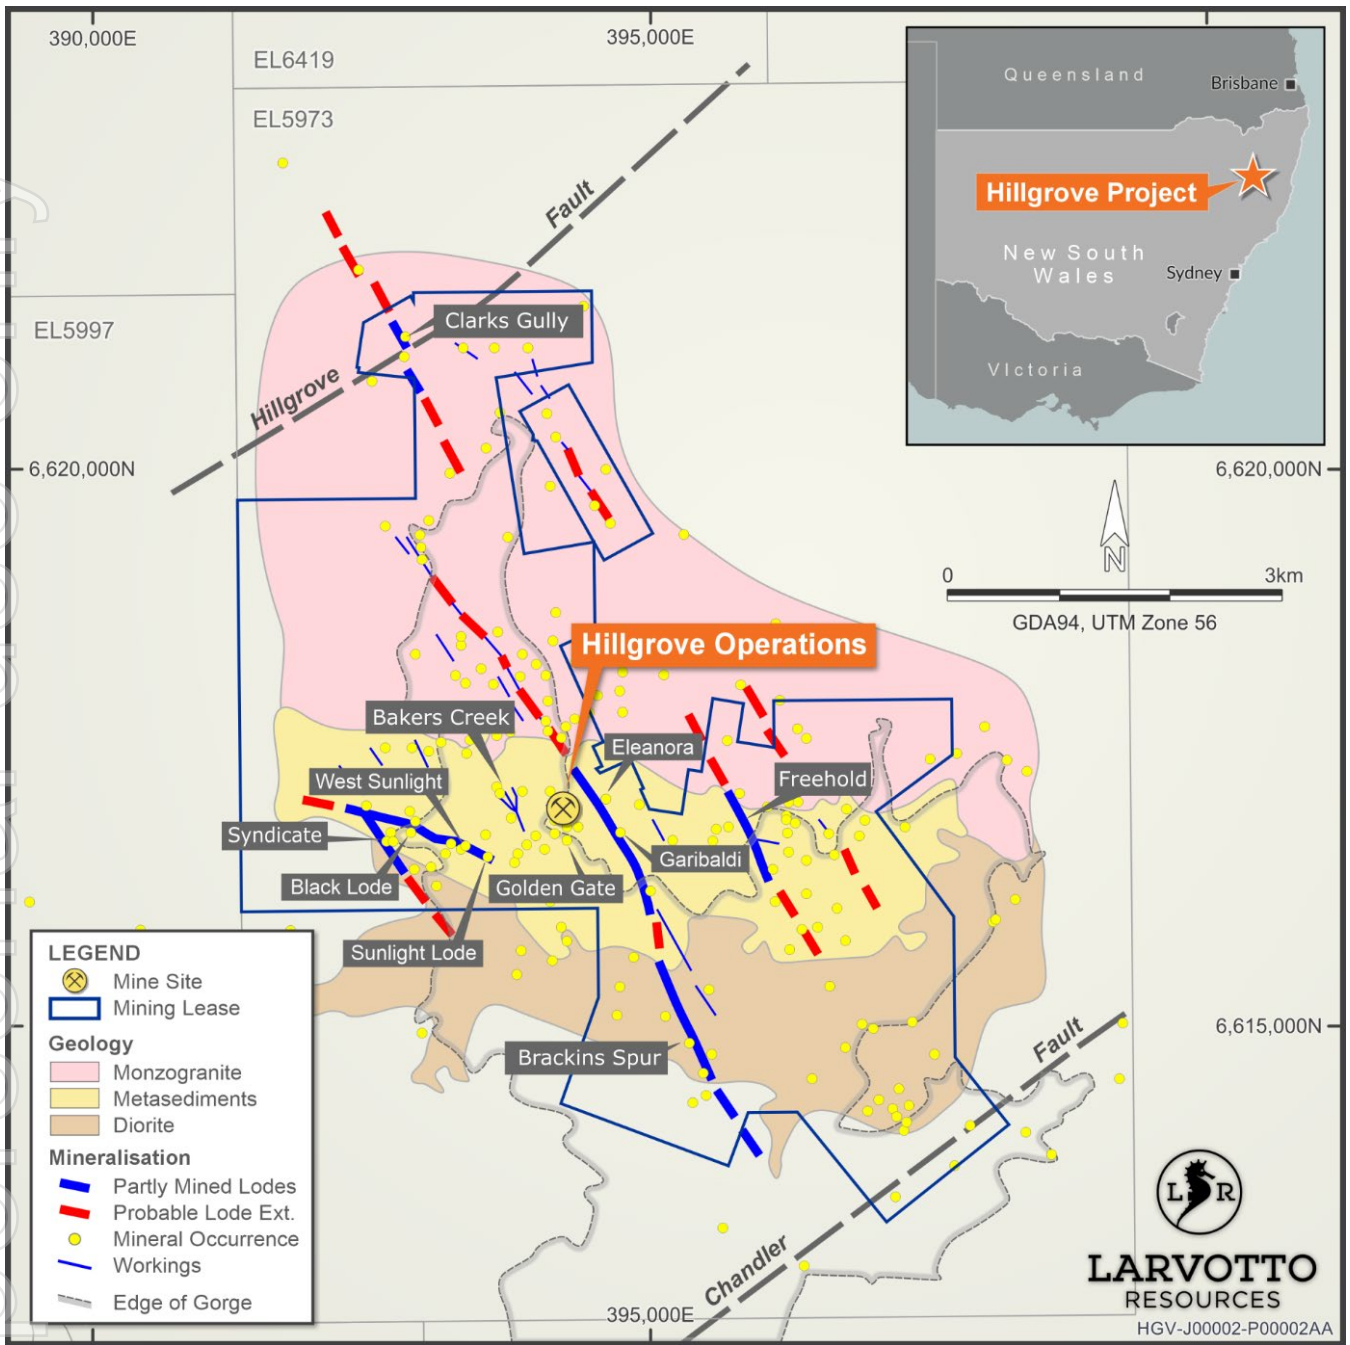 390,000E
395,000E
EL6419
EL5973
EL5997
Queensland
Brisbane
Hillgrove Project
New South
Wales
Sydney
VIctoria
Fault
Clarks Gully
Hillgrove
6,620,000N
6,620,000N
N
0
3km
GDA94, UTM Zone 56
Hillgrove Operations
Bakers Creek
Eleanora
West Sunlight
Freehold
Syndicate
Garibaldi
Black Lode
Golden Gate
Sunlight Lode
Brackins Spur
6,615,000N
Fault
Chandler
395,000E
LEGEND
Mine Site
Mining Lease
Geology
Monzogranite
Metasediments
Diorite
Mineralisation
Partly Mined Lodes
Probable Lode Ext.
Mineral Occurrence
Workings
Edge of Gorge
L R
LARVOTTO
RESOURCES
HGV-J00002-P00002AA